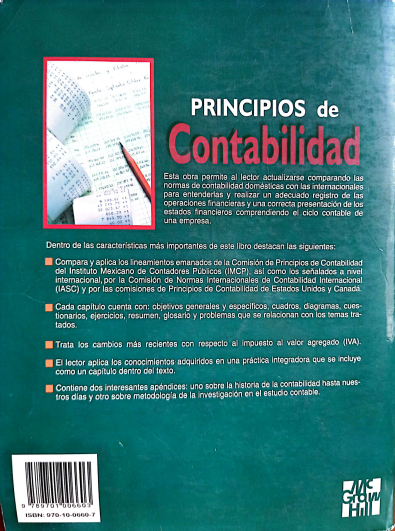 PRINCIPIOS de
Contabilidad
Esta obra permite al lector actualizarse comparando las
normas de contabilidad domésticas con las internacionales
para entenderlas y realizar un adecuado registro de las
operaciones financieras y una correcta presentación de los
estados financieros comprendiendo el ciclo contable de
una empresa.
Dentro de las características más importantes de este libro destacan las siguientes:
Compara y aplica los lineamientos emanados de la Comisión de Principios de Contabilidad
del Instituto Mexicano de Contadores Públicos (IMCP), así como los señalados a nivel
internacional, por la Comisión de Normas Internacionales de Contabilidad Internacional
(IASC) y por las comisiones de Principios de Contabilidad de Estados Unidos y Canadá.
Cada capítulo cuenta con: objetivos generales y específicos, cuadros, diagramas, cues-
tionarios, ejercicios, resumen, glosario y problemas que se relacionan con los temas tra-
tados.
Trata los cambios más recientes con respecto al impuesto al valor agregado (IVA).
El lector aplica los conocimientos adquiridos en una práctica integradora que se incluye
como un capítulo dentro del texto.
Contiene dos interesantes apéndices: uno sobre la historia de la contabilidad hasta nues-
tros días y otro sobre metodología de la investigación en el estudio contable.
9 789701 006603
ISBN: 970-10-0660-7
Mc
Graw
Hill